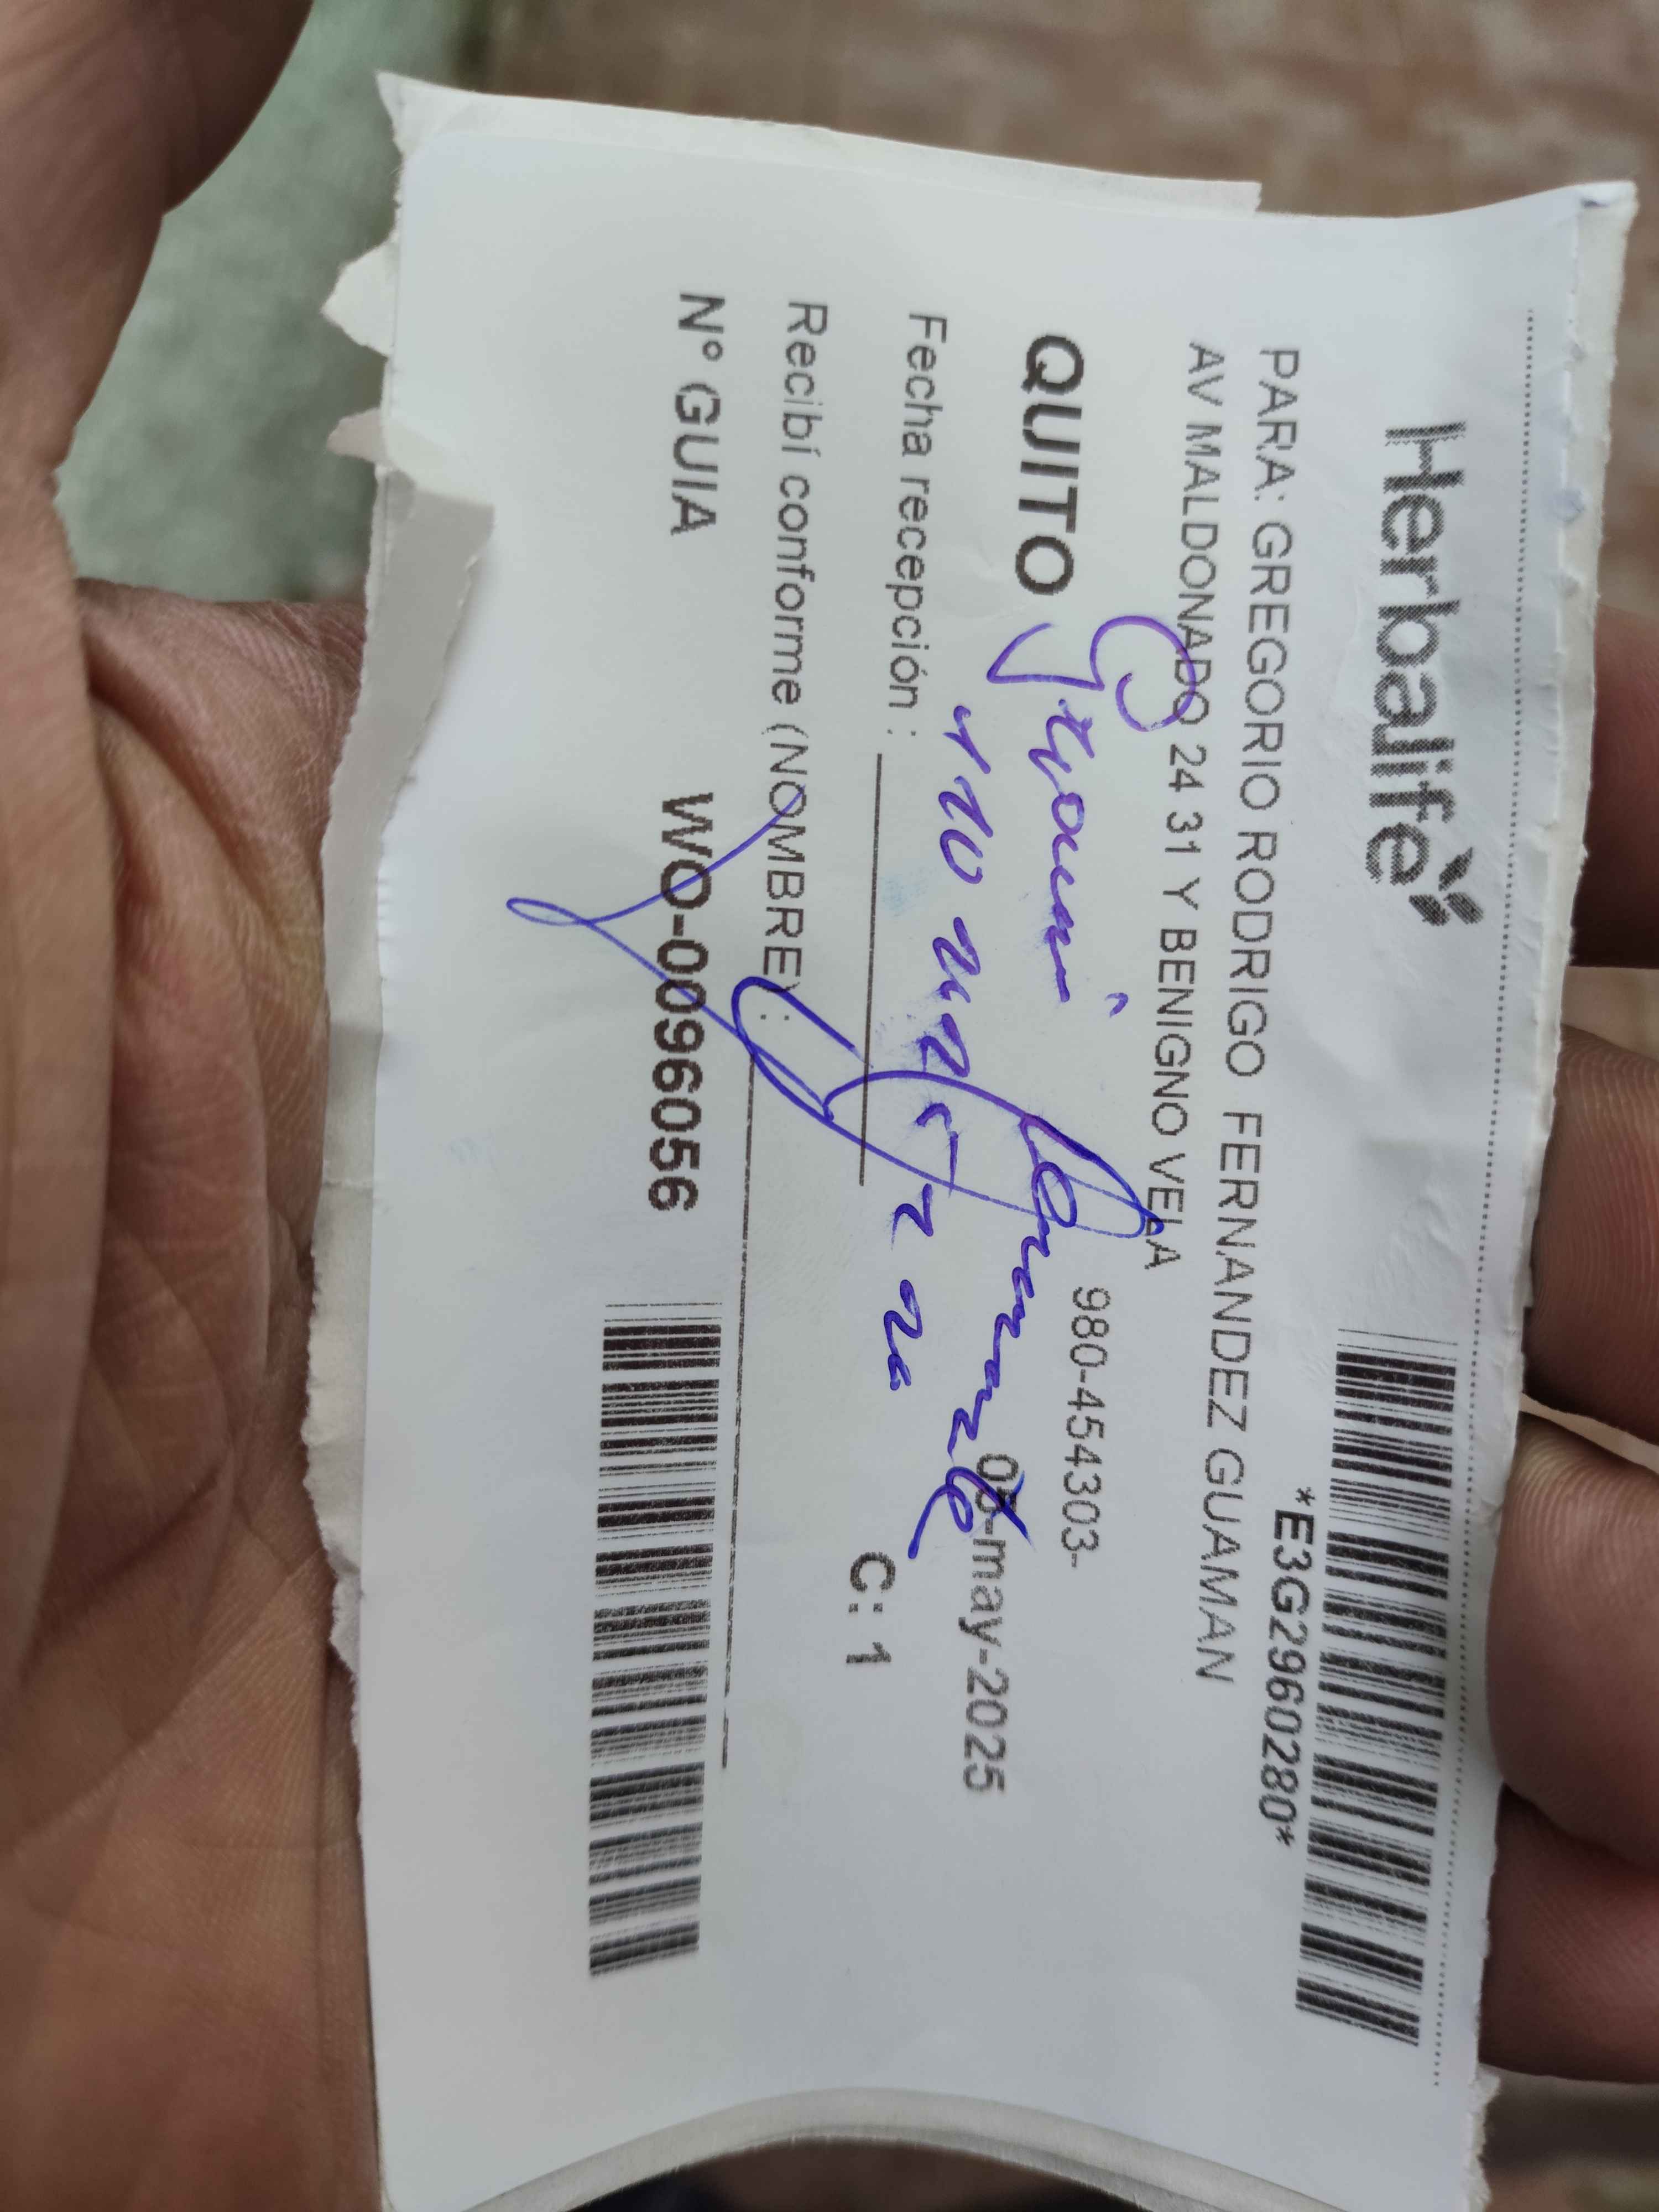 Herbalife
*E3G2960280*
PARA: GREGORIO RODRIGO FERNANDEZ GUAMAN
AV MALDONADO 24 31 Y BENIGNO VELA
980-454303-
QUITO
05-may-2025
Fecha recepción :
C: 1
Recibí conforme (NOMBRE) :
N° GUIA WO-0096056